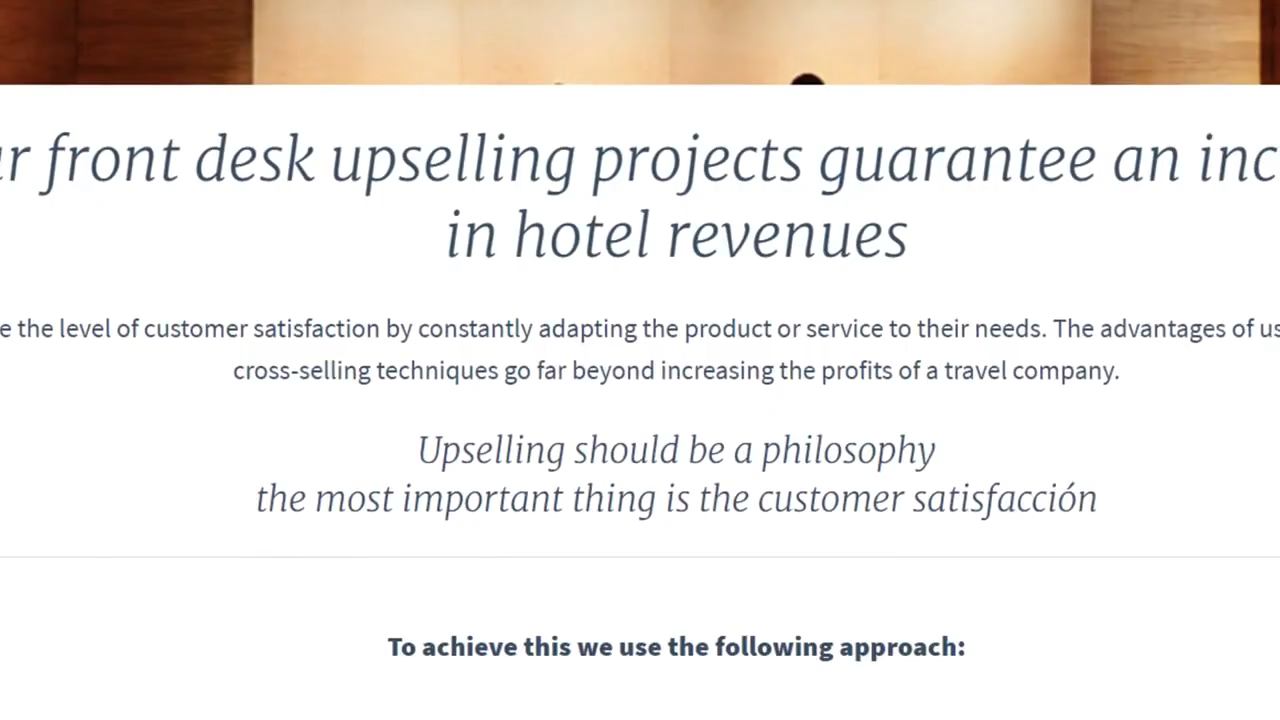 front desk upselling projects guarantee an
in hotel revenues
the level of customer satisfaction by constantly adapting the product or service to their needs. The advantages of
cross-selling techniques go far beyond increasing the profits of a travel company.
Upselling should be a philosophy
the most important thing is the customer satisfacción
To achieve this we use the following approach: